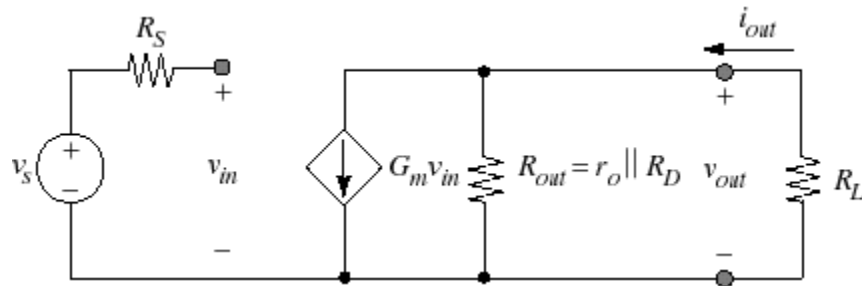 R_S
i_out
+
+
v_s
+
−
v_in
G_m v_in
R_out = r_o || R_D
v_out
R_L
−
−